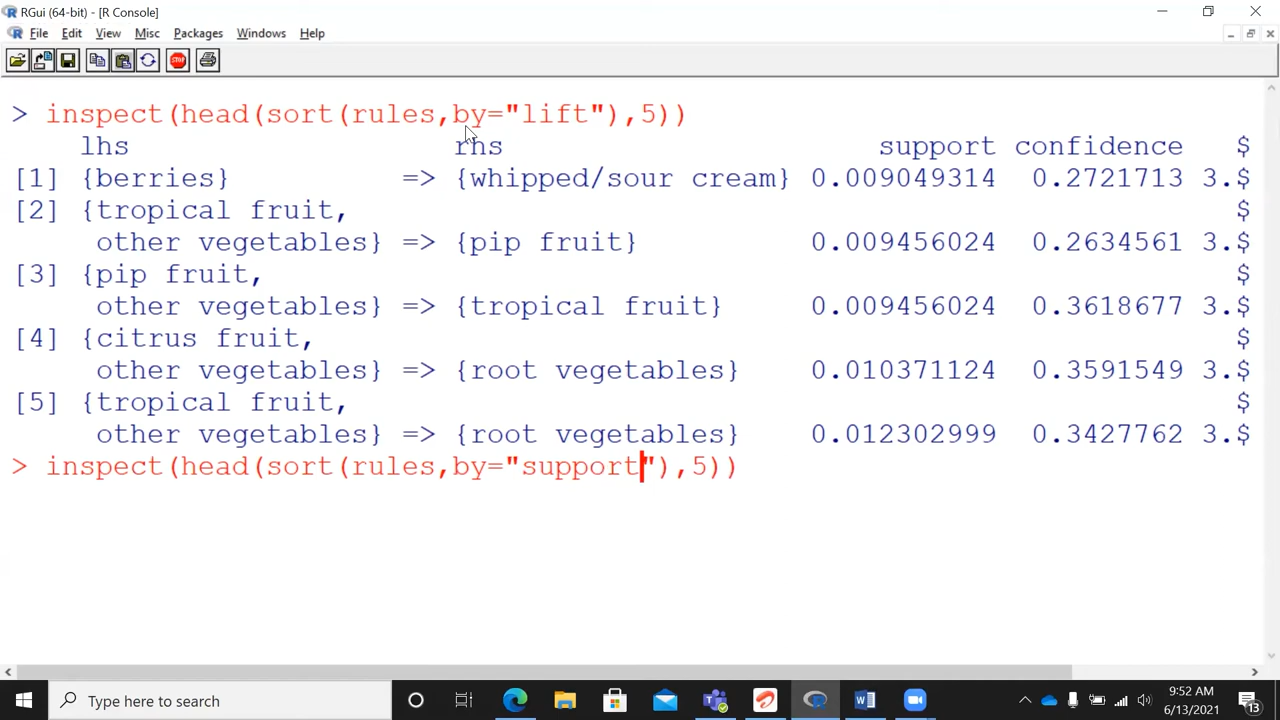 RGui (64-bit) - [R Console]
File Edit View Misc Packages Windows Help
STOP
> inspect(head(sort(rules,by="lift"),5))
lhs rhs support confidence $
[1] {berries} => {whipped/sour cream} 0.009049314 0.2721713 3.$
[2] {tropical fruit, $
other vegetables} => {pip fruit} 0.009456024 0.2634561 3.$
[3] {pip fruit, $
other vegetables} => {tropical fruit} 0.009456024 0.3618677 3.$
[4] {citrus fruit, $
other vegetables} => {root vegetables} 0.010371124 0.3591549 3.$
[5] {tropical fruit, $
other vegetables} => {root vegetables} 0.012302999 0.3427762 3.$
> inspect(head(sort(rules,by="support"),5))
Type here to search
9:52 AM
6/13/2021
13